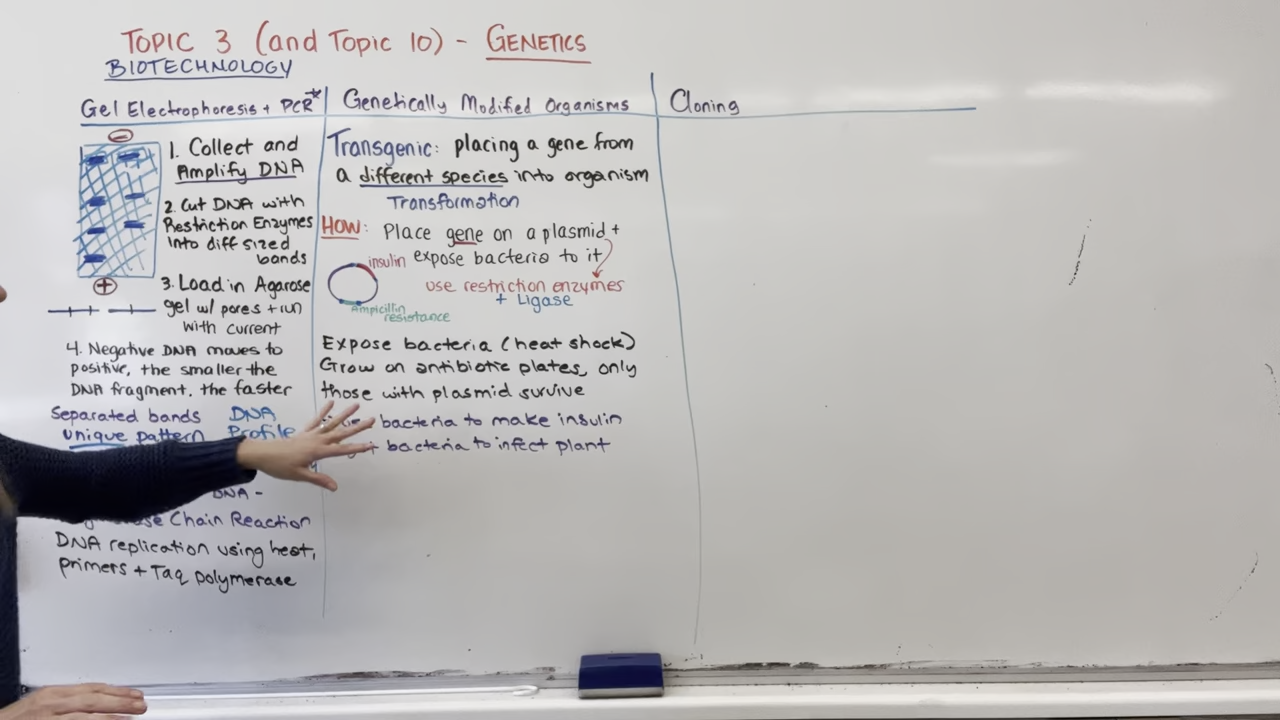 TOPIC 3 (and Topic 10) - GENETICS
BIOTECHNOLOGY
Gel Electrophoresis + PCR*
⊖
1. Collect and
Amplify DNA
2. Cut DNA with
Restriction Enzymes
into diff sized
bands
⊕
3. Load in Agarose
gel w/ pores + run
with current
4. Negative DNA moves to
positive, the smaller the
DNA fragment, the faster
Separated bands DNA
unique pattern Profile
DNA -
Chain Reaction
DNA replication using heat,
primers + Taq polymerase
Genetically Modified Organisms
Transgenic: placing a gene from
a different species into organism
Transformation
HOW: Place gene on a plasmid +
expose bacteria to it
insulin
use restriction enzymes
+ Ligase
Ampicillin
resistance
Expose bacteria (heat shock)
Grow on antibiotic plates, only
those with plasmid survive
bacteria to make insulin
bacteria to infect plant
Cloning